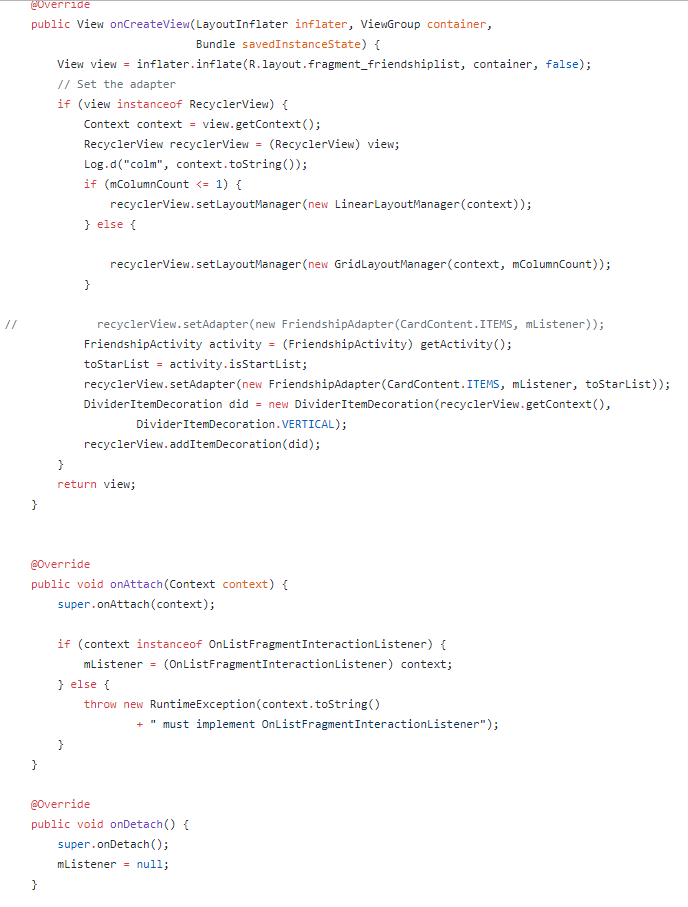 @Override
public View onCreateView(LayoutInflater inflater, ViewGroup container,
                         Bundle savedInstanceState) {
    View view = inflater.inflate(R.layout.fragment_friendshiplist, container, false);
    // Set the adapter
    if (view instanceof RecyclerView) {
        Context context = view.getContext();
        RecyclerView recyclerView = (RecyclerView) view;
        Log.d("colm", context.toString());
        if (mColumnCount <= 1) {
            recyclerView.setLayoutManager(new LinearLayoutManager(context));
        } else {
            recyclerView.setLayoutManager(new GridLayoutManager(context, mColumnCount));
        }
//            recyclerView.setAdapter(new FriendshipAdapter(CardContent.ITEMS, mListener));
        FriendshipActivity activity = (FriendshipActivity) getActivity();
        toStarList = activity.isStartList;
        recyclerView.setAdapter(new FriendshipAdapter(CardContent.ITEMS, mListener, toStarList));
        DividerItemDecoration did = new DividerItemDecoration(recyclerView.getContext(),
                DividerItemDecoration.VERTICAL);
        recyclerView.addItemDecoration(did);
    }
    return view;
}
@Override
public void onAttach(Context context) {
    super.onAttach(context);
    if (context instanceof OnListFragmentInteractionListener) {
        mListener = (OnListFragmentInteractionListener) context;
    } else {
        throw new RuntimeException(context.toString()
                + " must implement OnListFragmentInteractionListener");
    }
}
@Override
public void onDetach() {
    super.onDetach();
    mListener = null;
}